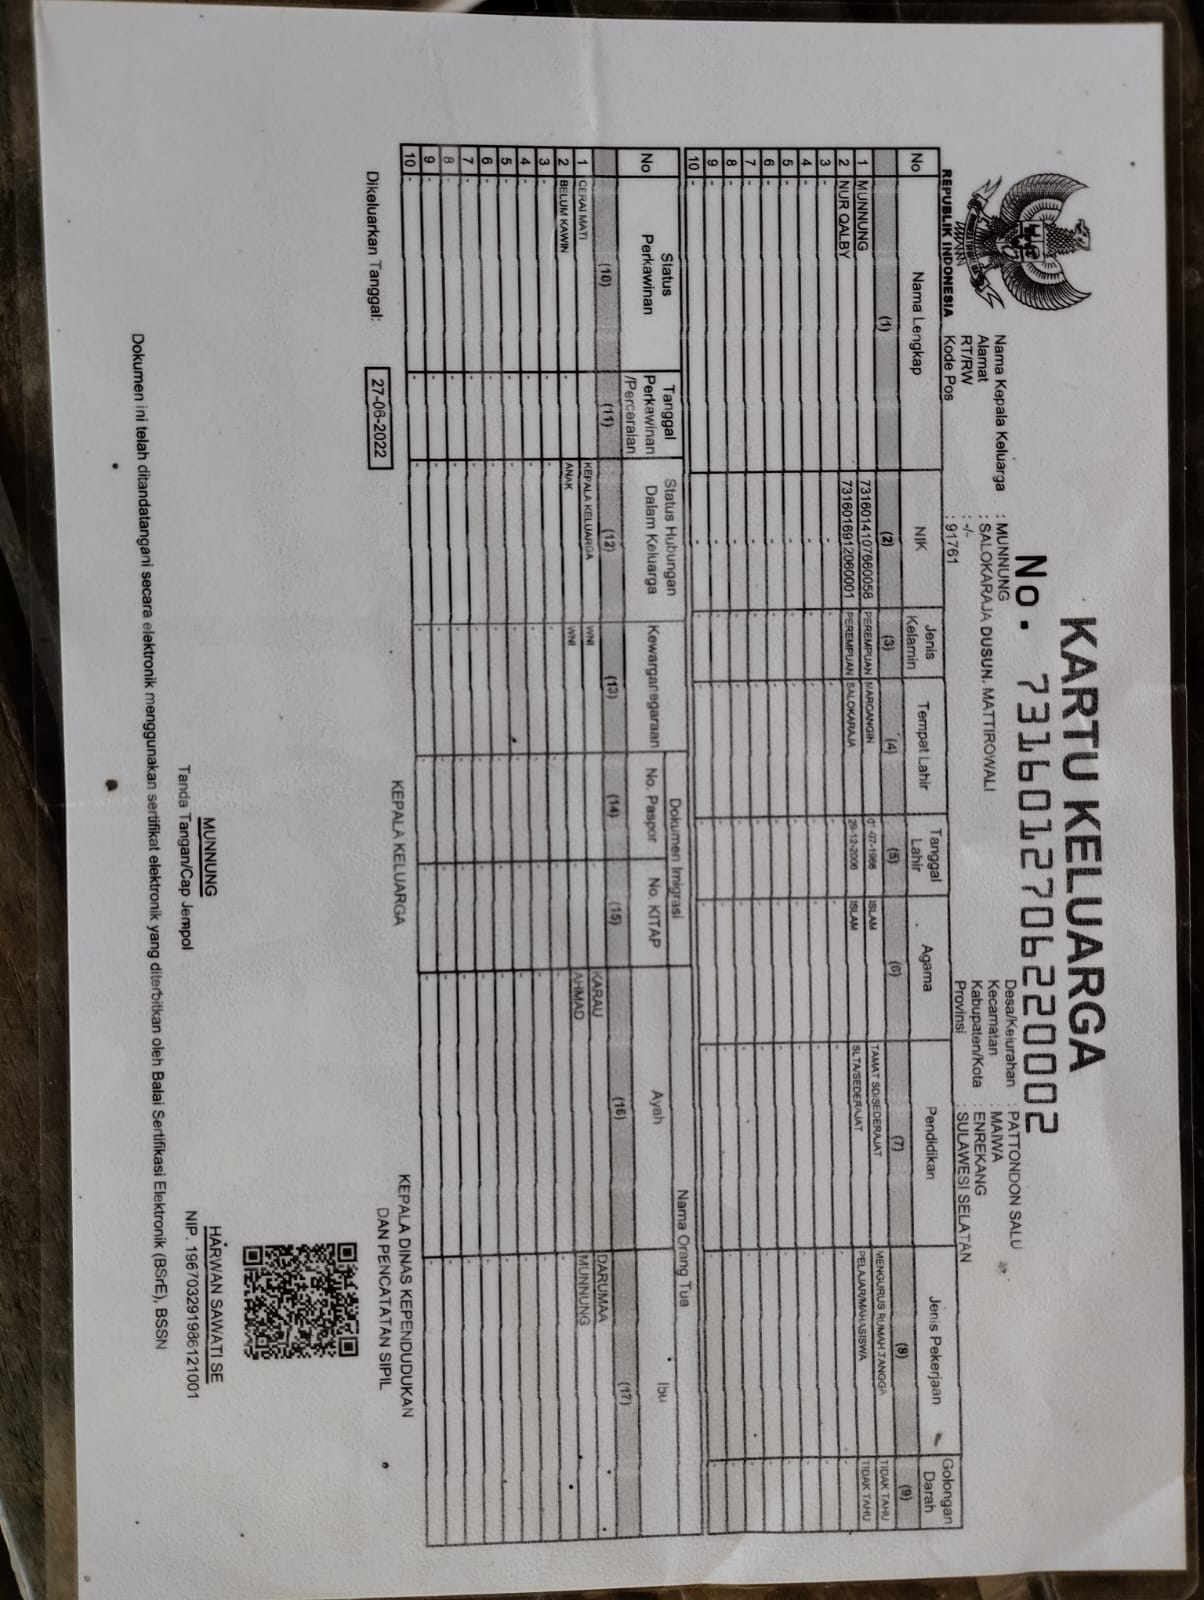 KARTU KELUARGA
No. 7316012706220002
REPUBLIK INDONESIA
Nama Kepala Keluarga : MUNNUNG
Alamat : SALOKARAJA DUSUN. MATTIROWALI
RT/RW : -/-
Kode Pos : 91761
Desa/Kelurahan : PATTONDON SALU
Kecamatan : MAIWA
Kabupaten/Kota : ENREKANG
Provinsi : SULAWESI SELATAN
No Nama Lengkap NIK Jenis Kelamin Tempat Lahir Tanggal Lahir Agama Pendidikan Jenis Pekerjaan Golongan Darah
(1) (2) (3) (4) (5) (6) (7) (8) (9)
1 MUNNUNG 7316014107660058 PEREMPUAN MARGANGIN 01-07-1966 ISLAM TAMAT SD/SEDERAJAT MENGURUS RUMAH TANGGA TIDAK TAHU
2 NUR QALBY 7316016912060001 PEREMPUAN SALOKARAJA 29-12-2006 ISLAM SLTA/SEDERAJAT PELAJAR/MAHASISWA TIDAK TAHU
3 - - - - - - - - -
4 - - - - - - - - -
5 - - - - - - - - -
6 - - - - - - - - -
7 - - - - - - - - -
8 - - - - - - - - -
9 - - - - - - - - -
10 - - - - - - - - -
No Status Perkawinan Tanggal Perkawinan /Perceraian Status Hubungan Dalam Keluarga Kewarganegaraan Dokumen Imigrasi Nama Orang Tua
No. Paspor No. KITAP Ayah Ibu
(10) (11) (12) (13) (14) (15) (16) (17)
1 CERAI MATI - KEPALA KELUARGA WNI - - KARAU DARUMAA
2 BELUM KAWIN - ANAK WNI - - AHMAD MUNNUNG
3 - - - - - - - -
4 - - - - - - - -
5 - - - - - - - -
6 - - - - - - - -
7 - - - - - - - -
8 - - - - - - - -
9 - - - - - - - -
10 - - - - - - - -
Dikeluarkan Tanggal: 27-06-2022
KEPALA KELUARGA
MUNNUNG
Tanda Tangan/Cap Jempol
KEPALA DINAS KEPENDUDUKAN
DAN PENCATATAN SIPIL
HARWAN SAWATI SE
NIP. 196703291986121001
Dokumen ini telah ditandatangani secara elektronik menggunakan sertifikat elektronik yang diterbitkan oleh Balai Sertifikasi Elektronik (BSrE), BSSN